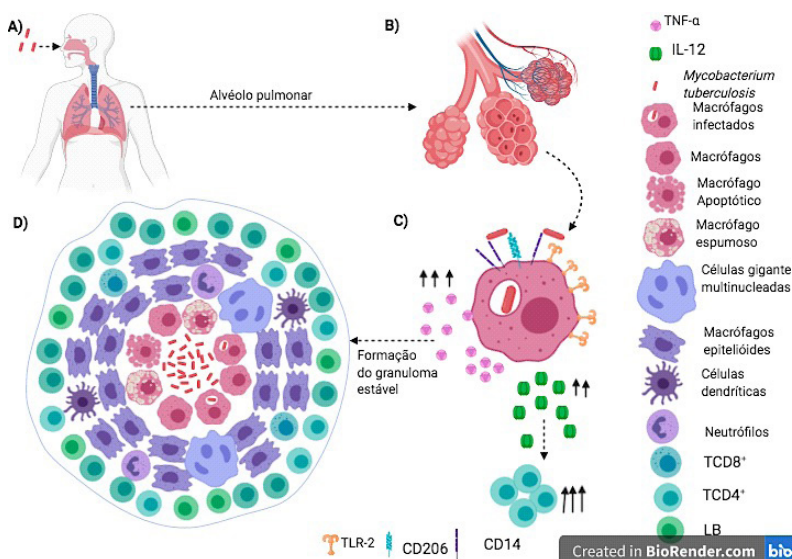 A)
Alvéolo pulmonar
B)
TNF-α
IL-12
Mycobacterium
tuberculosis
Macrófagos
infectados
Macrófagos
Macrófago
Apoptótico
Macrófago
espumoso
Células gigante
multinucleadas
Macrófagos
epitelióides
Células
dendríticas
Neutrófilos
TCD8⁺
TCD4⁺
LB
C)
D)
Formação
do granuloma
estável
TLR-2
CD206
CD14
Created in BioRender.com
bio